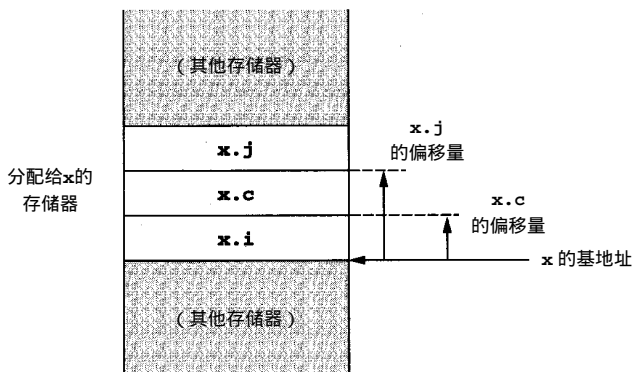 (其他存储器)
x.j
的偏移量
x.j
分配给x的
存储器
x.c
x.c
的偏移量
x.i
x 的基地址
(其他存储器)